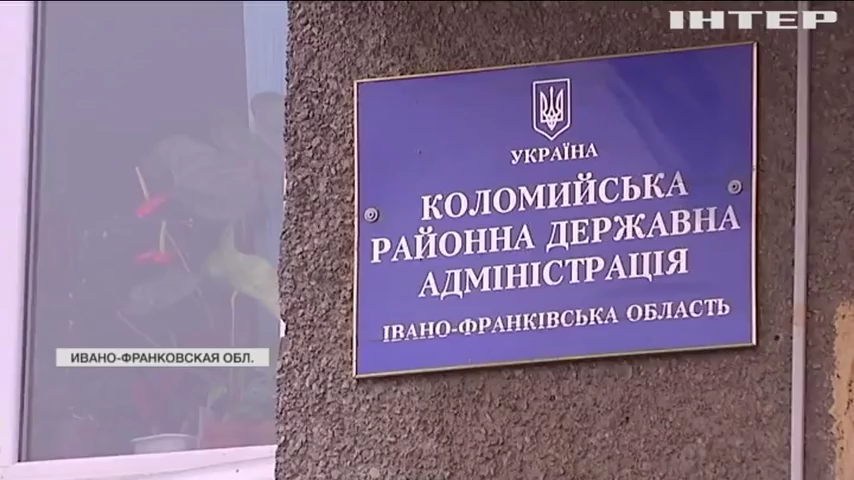 ІНТЕР
УКРАЇНА
КОЛОМИЙСЬКА
РАЙОННА ДЕРЖАВНА
АДМІНІСТРАЦІЯ
ІВАНО-ФРАНКІВСЬКА ОБЛАСТЬ
ИВАНО-ФРАНКОВСКАЯ ОБЛ.